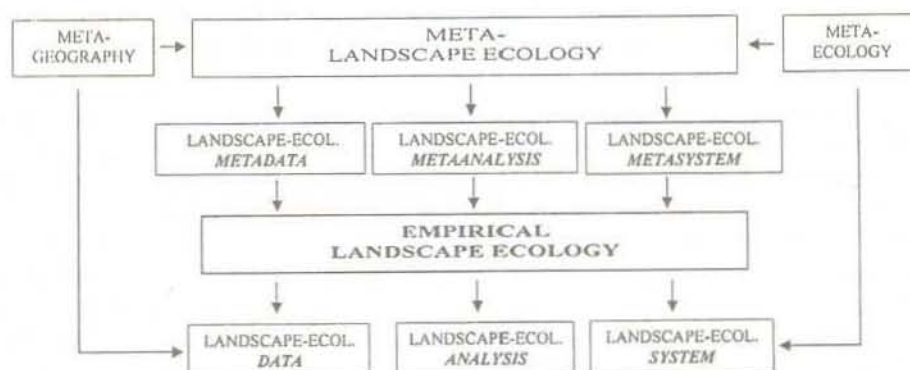 META-
GEOGRAPHY
META-
LANDSCAPE ECOLOGY
META-
ECOLOGY
LANDSCAPE-ECOL.
METADATA
LANDSCAPE-ECOL.
METAANALYSIS
LANDSCAPE-ECOL.
METASYSTEM
EMPIRICAL
LANDSCAPE ECOLOGY
LANDSCAPE-ECOL.
DATA
LANDSCAPE-ECOL.
ANALYSIS
LANDSCAPE-ECOL.
SYSTEM